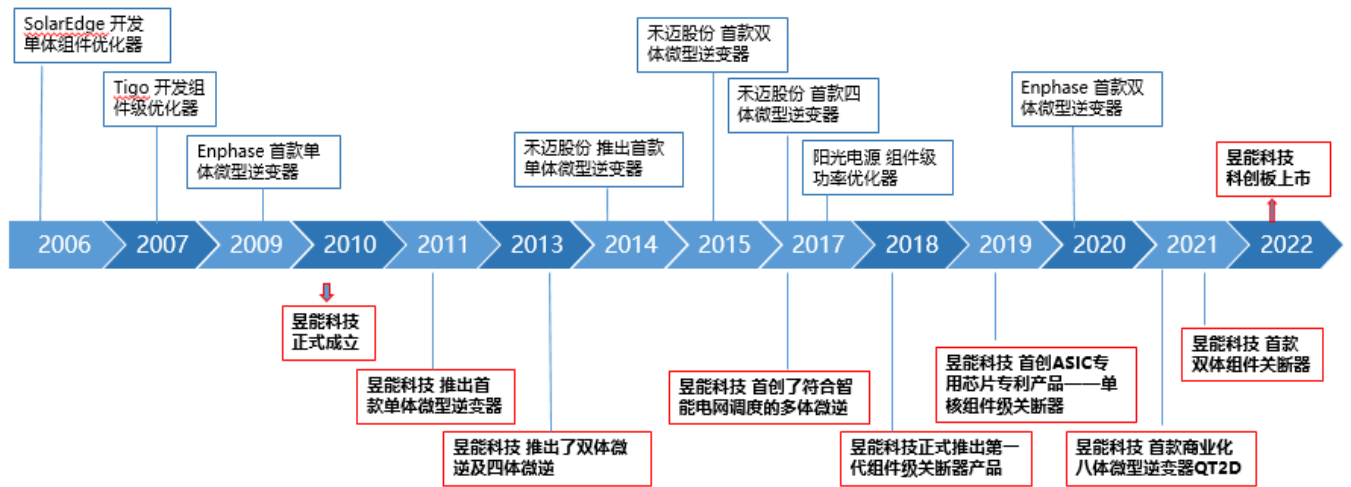 SolarEdge 开发
单体组件优化器
Tigo 开发组
件级优化器
Enphase 首款单
体微型逆变器
禾迈股份 推出首款
单体微型逆变器
禾迈股份 首款双
体微型逆变器
禾迈股份 首款四
体微型逆变器
阳光电源 组件级
功率优化器
Enphase 首款双
体微型逆变器
昱能科技
科创板上市
2006 2007 2009 2010 2011 2013 2014 2015 2017 2018 2019 2020 2021 2022
昱能科技
正式成立
昱能科技 推出首
款单体微型逆变器
昱能科技 推出了双体微
逆及四体微逆
昱能科技 首创了符合智
能电网调度的多体微逆
昱能科技正式推出第一
代组件级关断器产品
昱能科技 首创ASIC专
用芯片专利产品——单
核组件级关断器
昱能科技 首款商业化
八体微型逆变器QT2D
昱能科技 首款
双体组件关断器